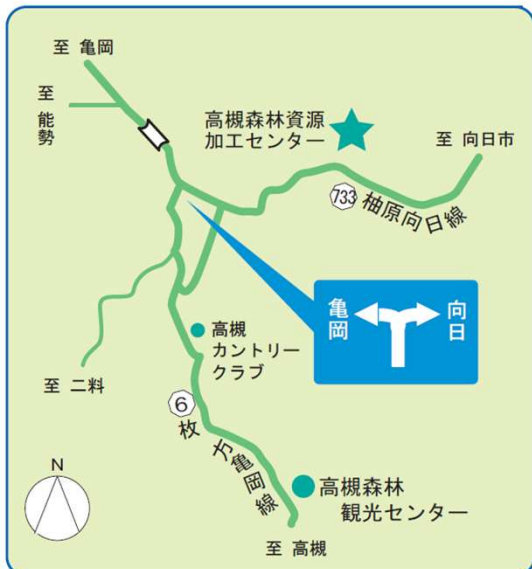 至 亀岡
至 能勢
高槻森林資源
加工センター
至 向日市
733
柚原向日線
亀岡
向日
高槻
カントリー
クラブ
至 二料
6
枚方亀岡線
N
高槻森林
観光センター
至 高槻